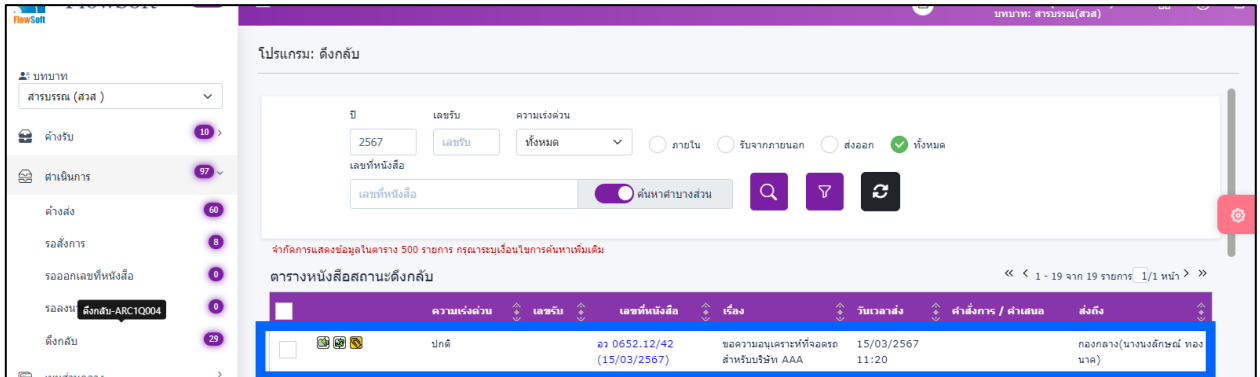 FlowSoft
บทบาท: สารบรรณ(สวส)
โปรแกรม: ดึงกลับ
บทบาท
สารบรรณ (สวส )
ค้างรับ 10
ดำเนินการ 97
ค้างส่ง 60
รอสั่งการ 8
รอออกเลขที่หนังสือ 0
รอลงน 0
ดึงกลับ-ARC1Q004
ดึงกลับ 29
ปี เลขรับ ความเร่งด่วน
2567 เลขรับ ทั้งหมด ภายใน รับจากภายนอก ส่งออก ทั้งหมด
เลขที่หนังสือ
เลขที่หนังสือ ค้นหาคำบางส่วน
จำกัดการแสดงข้อมูลในตาราง 500 รายการ กรุณาระบุเงื่อนไขการค้นหาเพิ่มเติม
ตารางหนังสือสถานะดึงกลับ
« < 1 - 19 จาก 19 รายการ 1/1 หน้า > »
ความเร่งด่วน เลขรับ เลขที่หนังสือ เรื่อง วันเวลาส่ง คำสั่งการ / คำเสนอ ส่งถึง
ปกติ อว 0652.12/42 ขอความอนุเคราะห์ที่จอดรถ 15/03/2567 กองกลาง(นางนงลักษณ์ ทอง
(15/03/2567) สำหรับบริษัท AAA 11:20 นาค)